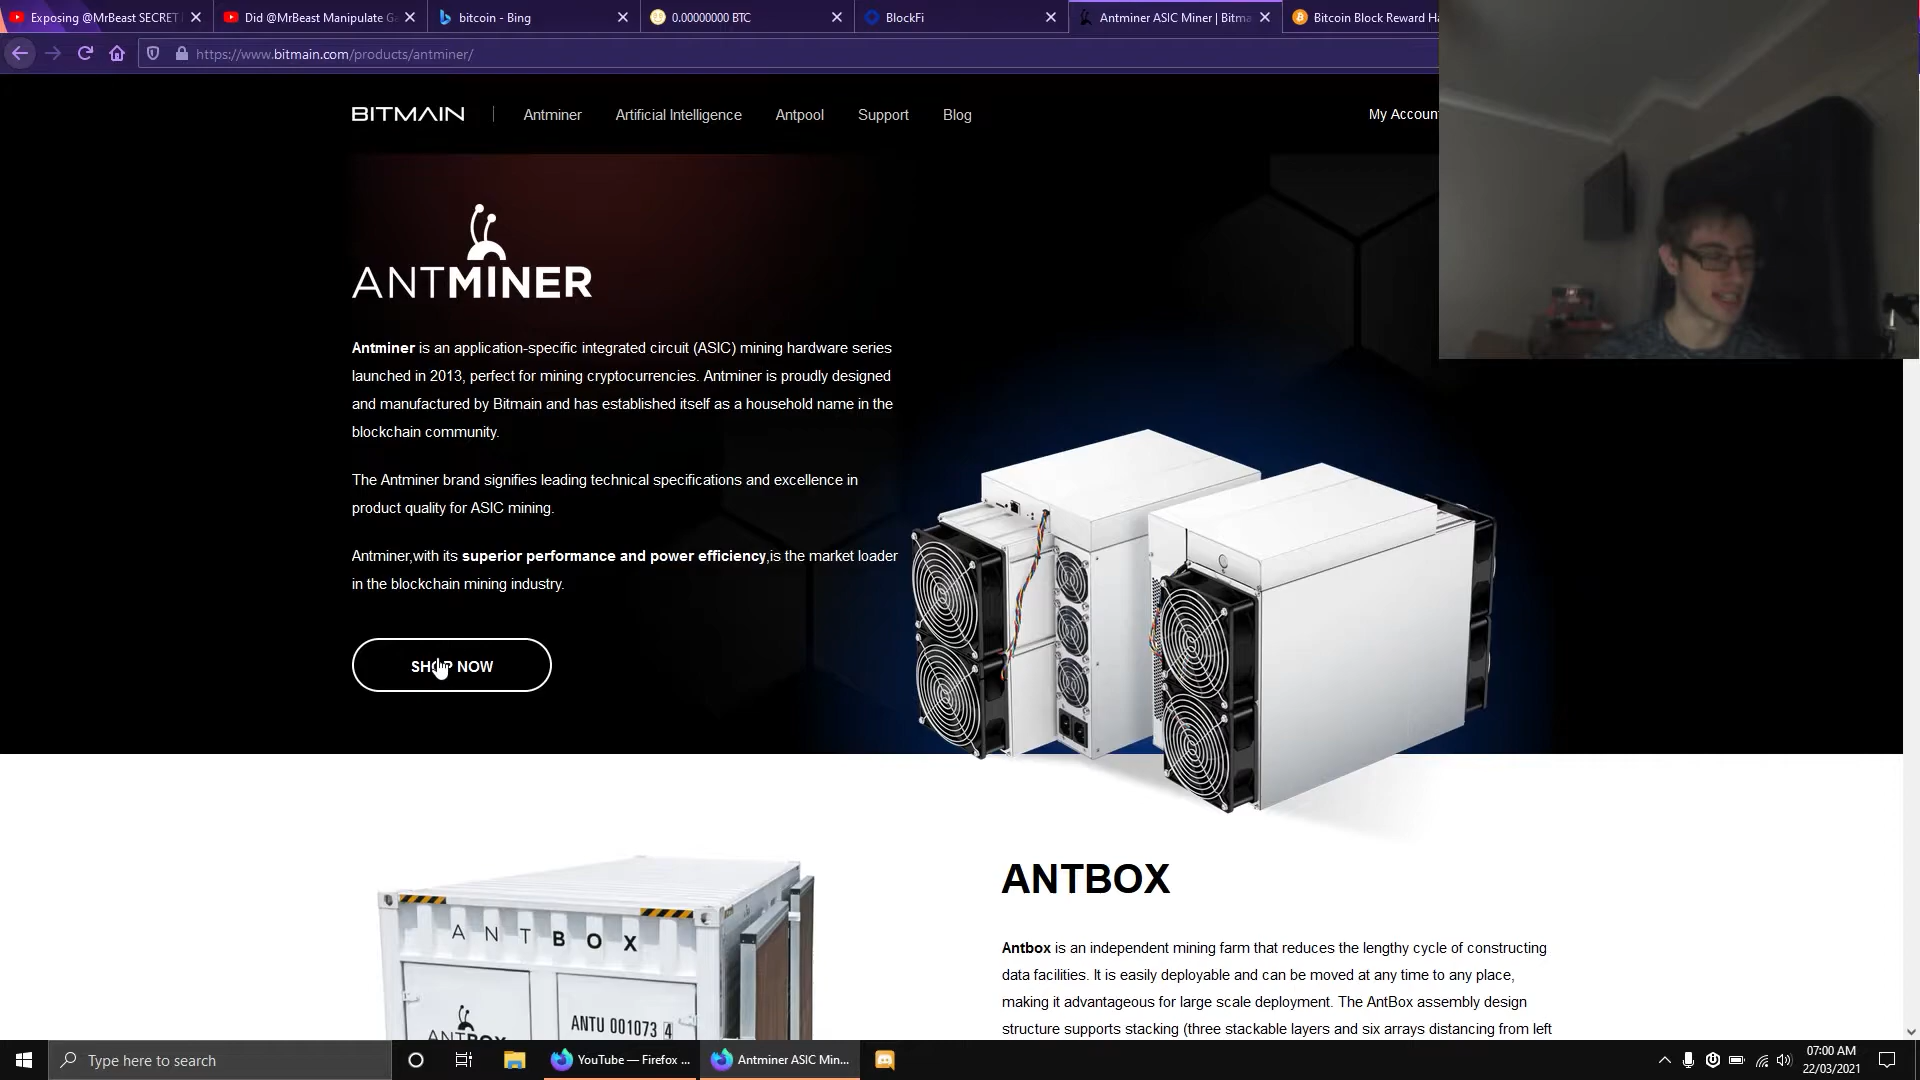 Exposing @MrBeast SECRET
Did @MrBeast Manipulate G
bitcoin - Bing
0.00000000 BTC
BlockFi
Antminer ASIC Miner | Bitma
Bitcoin Block Reward Ha
https://www.bitmain.com/products/antminer/
BITMAIN
Antminer
Artificial Intelligence
Antpool
Support
Blog
My Account
ANTMINER
Antminer is an application-specific integrated circuit (ASIC) mining hardware series
launched in 2013, perfect for mining cryptocurrencies. Antminer is proudly designed
and manufactured by Bitmain and has established itself as a household name in the
blockchain community.
The Antminer brand signifies leading technical specifications and excellence in
product quality for ASIC mining.
Antminer,with its superior performance and power efficiency,is the market loader
in the blockchain mining industry.
SHOP NOW
ANTBOX
ANTU 001073 4
ANTBOX
ANTBOX
Antbox is an independent mining farm that reduces the lengthy cycle of constructing
data facilities. It is easily deployable and can be moved at any time to any place,
making it advantageous for large scale deployment. The AntBox assembly design
structure supports stacking (three stackable layers and six arrays distancing from left
Type here to search
YouTube — Firefox ...
Antminer ASIC Min...
07:00 AM
22/03/2021